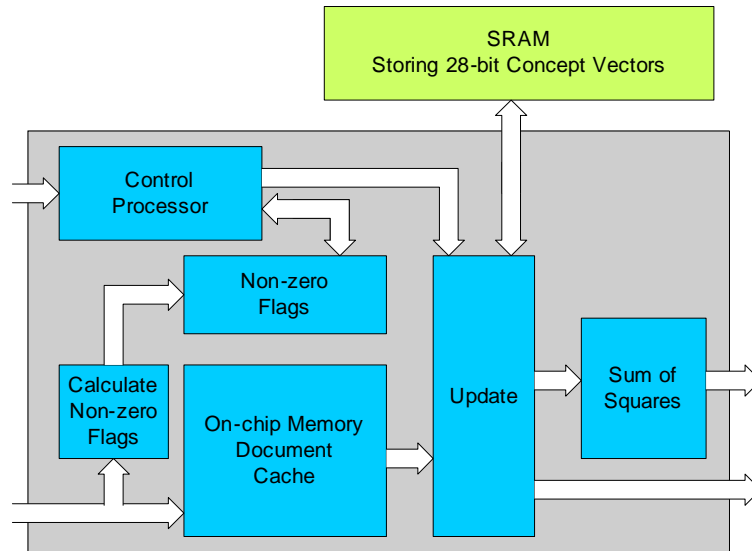 SRAM
Storing 28-bit Concept Vectors
Control
Processor
Non-zero
Flags
Calculate
Non-zero
Flags
On-chip Memory
Document
Cache
Update
Sum of
Squares